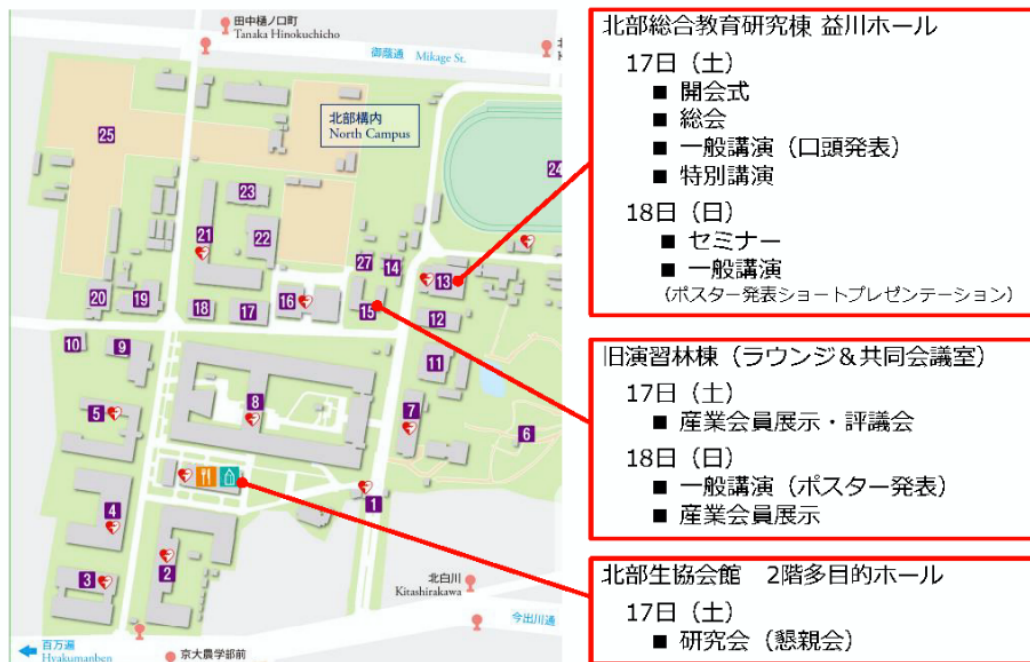 田中樋ノ口町
Tanaka Hinokuchicho
御蔭通 Mikage St.
北部構内
North Campus
25
24
23
22
21
27
14
13
20
19
18
17
16
15
12
10
9
11
8
7
5
6
4
1
3
2
北白川
Kitashirakawa
今出川通
百万遍
Hyakumanben
京大農学部前
北部総合教育研究棟 益川ホール
17日（土）
■ 開会式
■ 総会
■ 一般講演（口頭発表）
■ 特別講演
18日（日）
■ セミナー
■ 一般講演
（ポスター発表ショートプレゼンテーション）
旧演習林棟（ラウンジ＆共同会議室）
17日（土）
■ 産業会員展示・評議会
18日（日）
■ 一般講演（ポスター発表）
■ 産業会員展示
北部生協会館　2階多目的ホール
17日（土）
■ 研究会（懇親会）